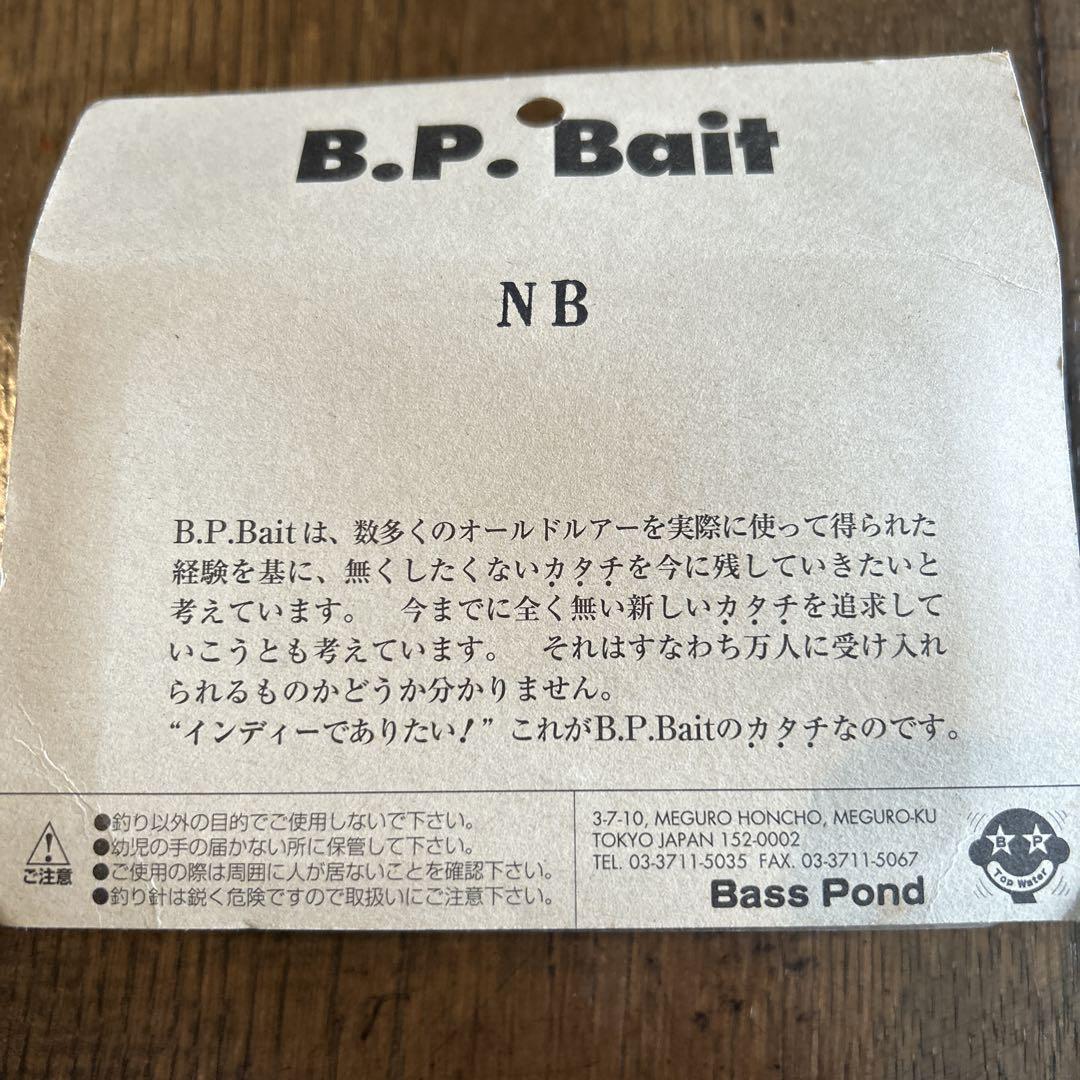 B.P. Bait
NB
B.P.Baitは、数多くのオールドルアーを実際に使って得られた
経験を基に、無くしたくないカタチを今に残していきたいと
考えています。　今までに全く無い新しいカタチを追求して
いこうとも考えています。　それはすなわち万人に受け入れ
られるものかどうか分かりません。
“インディーでありたい！” これがB.P.Baitのカタチなのです。
ご注意
●釣り以外の目的でご使用しないで下さい。
●幼児の手の届かない所に保管して下さい。
●ご使用の際は周囲に人が居ないことを確認下さい。
●釣り針は鋭く危険ですので取扱いにご注意下さい。
3-7-10, MEGURO HONCHO, MEGURO-KU
TOKYO JAPAN 152-0002
TEL. 03-3711-5035 FAX. 03-3711-5067
Bass Pond
B P
Top Water